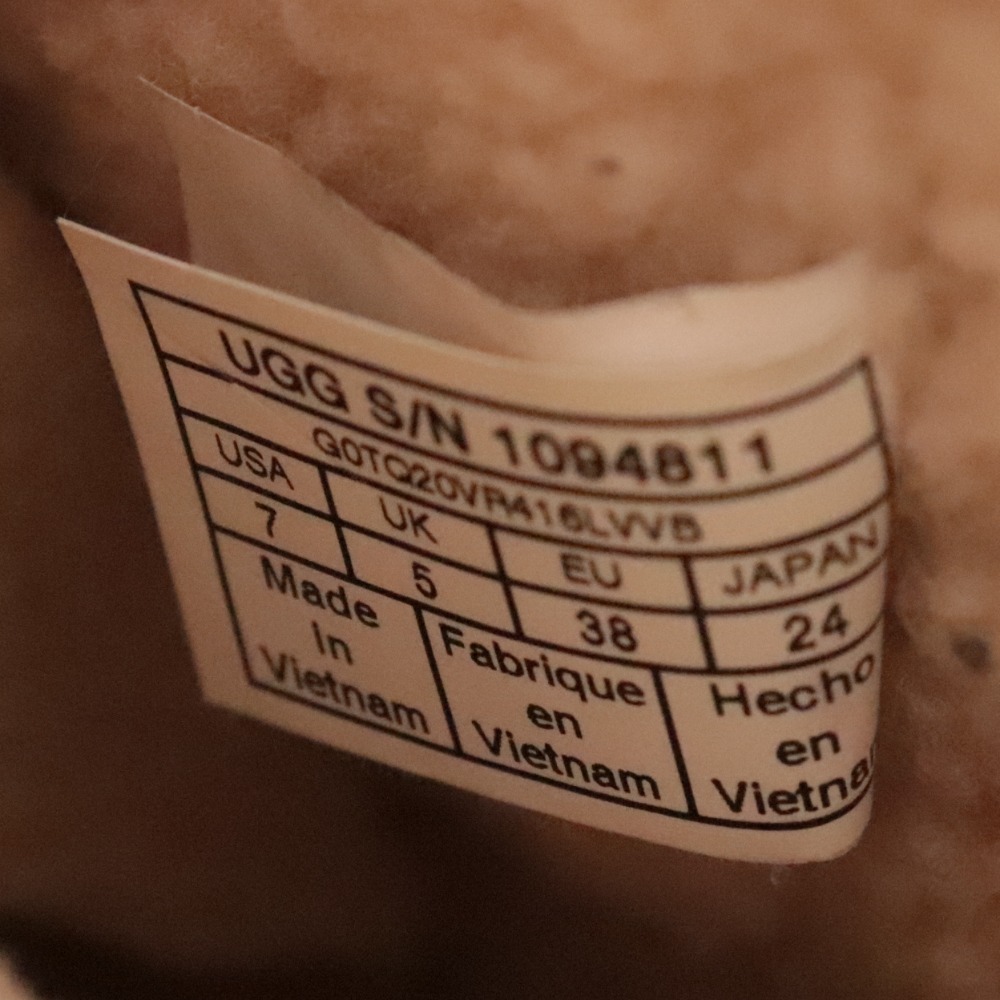 UGG S/N 1094811
G0TQ20VR416LVVB
USA UK EU JAPAN
7 5 38 24
Made Fabrique Hecho
In en en
Vietnam Vietnam Vietna